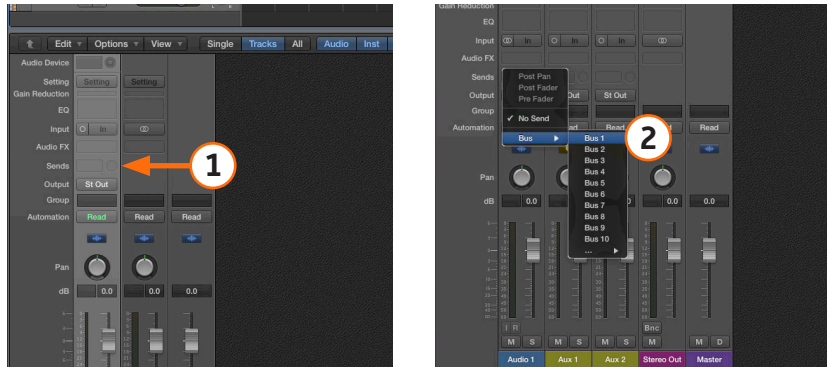 Edit Options View Single Tracks All Audio Inst
Audio Device
Setting Setting Setting
Gain Reduction
EQ
Input In
Audio FX
Sends
1
Output St Out
Group
Automation Read Read Read
Pan
dB 0.0 0.0 0.0
Gain Reduction
EQ
Input In In In
Audio FX
Sends
Output Out St Out
Group
Automation Read Read
Post Pan
Post Fader
Pre Fader
✓ No Send
Bus
Bus 1
Bus 2
Bus 3
Bus 4
Bus 5
Bus 6
Bus 7
Bus 8
Bus 9
Bus 10
...
2
Pan
dB 0.0 0.0 0.0
I R
Bnc
M S M S M S M M D
Audio 1 Aux 1 Aux 2 Stereo Out Master